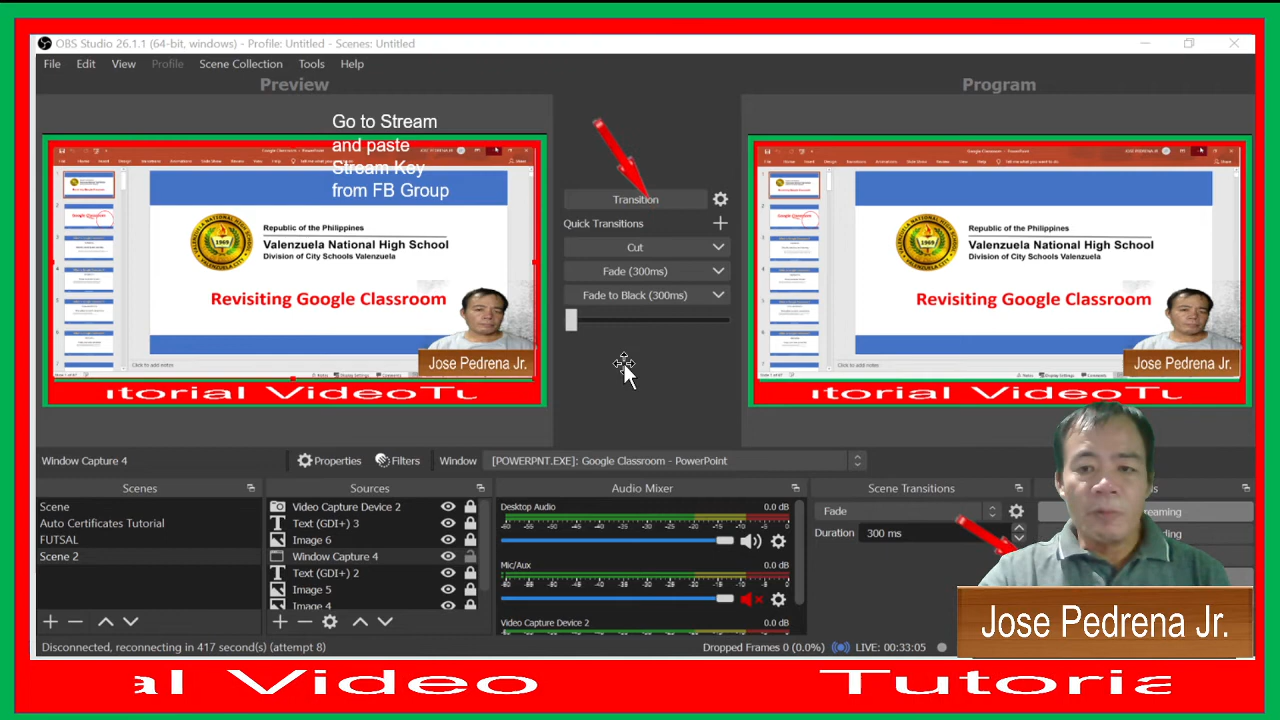 OBS Studio 26.1.1 (64-bit, windows) - Profile: Untitled - Scenes: Untitled
File Edit View Profile Scene Collection Tools Help
Preview
Program
Go to Stream
and paste
Stream Key
from FB Group
Republic of the Philippines
Valenzuela National High School
Division of City Schools Valenzuela
Revisiting Google Classroom
Jose Pedrena Jr.
itorial VideoTu
Transition
Quick Transitions
Cut
Fade (300ms)
Fade to Black (300ms)
Republic of the Philippines
Valenzuela National High School
Division of City Schools Valenzuela
Revisiting Google Classroom
Jose Pedrena Jr.
itorial VideoTu
Window Capture 4 Properties Filters Window [POWERPNT.EXE]: Google Classroom - PowerPoint
Scenes
Scene
Auto Certificates Tutorial
FUTSAL
Scene 2
Sources
Video Capture Device 2
Text (GDI+) 3
Image 6
Window Capture 4
Text (GDI+) 2
Image 5
Image 4
Audio Mixer
Desktop Audio 0.0 dB
Mic/Aux 0.0 dB
Video Capture Device 2 0.0 dB
Scene Transitions
Fade
Duration 300 ms
Disconnected, reconnecting in 417 second(s) (attempt 8)
Dropped Frames 0 (0.0%) LIVE: 00:33:05
Jose Pedrena Jr.
al Video Tutoria